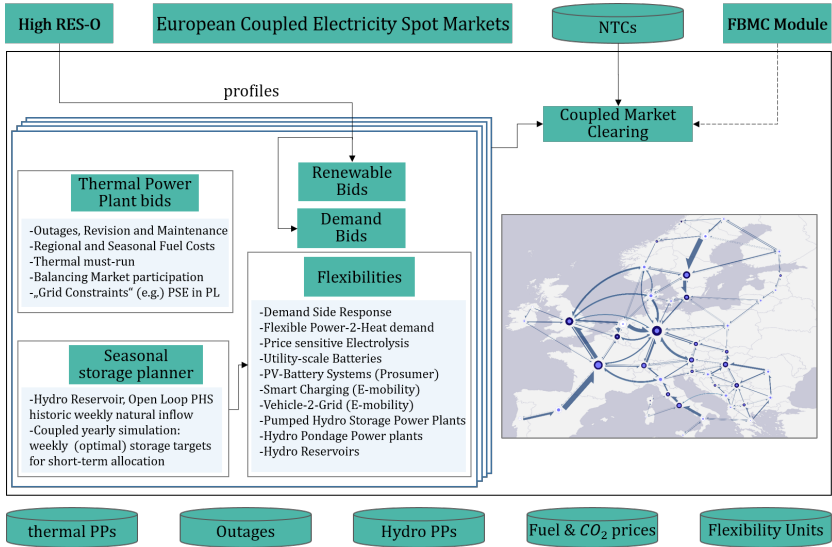 High RES-O
European Coupled Electricity Spot Markets
NTCs
FBMC Module
profiles
Coupled Market
Clearing
Renewable
Bids
Demand
Bids
Thermal Power
Plant bids
-Outages, Revision and Maintenance
-Regional and Seasonal Fuel Costs
-Thermal must-run
-Balancing Market participation
-„Grid Constraints“ (e.g.) PSE in PL
Flexibilities
-Demand Side Response
-Flexible Power-2-Heat demand
-Price sensitive Electrolysis
-Utility-scale Batteries
-PV-Battery Systems (Prosumer)
-Smart Charging (E-mobility)
-Vehicle-2-Grid (E-mobility)
-Pumped Hydro Storage Power Plants
-Hydro Pondage Power plants
-Hydro Reservoirs
Seasonal
storage planner
-Hydro Reservoir, Open Loop PHS
historic weekly natural inflow
-Coupled yearly simulation:
weekly (optimal) storage targets
for short-term allocation
thermal PPs
Outages
Hydro PPs
Fuel & CO₂ prices
Flexibility Units